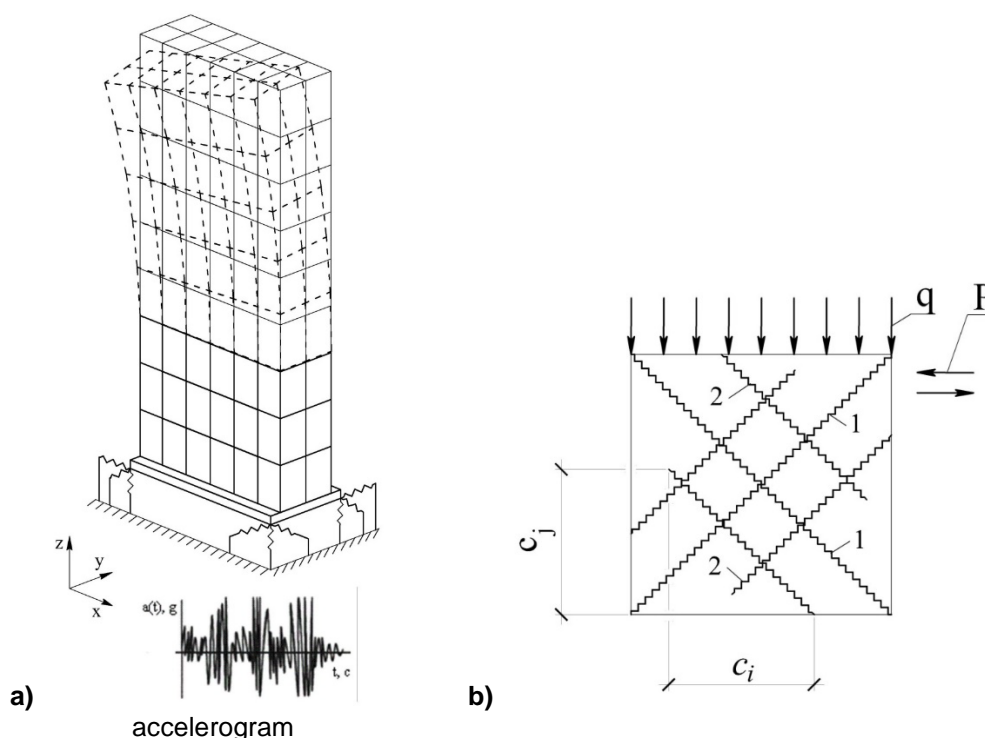 z
y
x
a(t), g
t, c
a)
accelerogram
q
P
2
1
c_j
2
1
c_i
b)